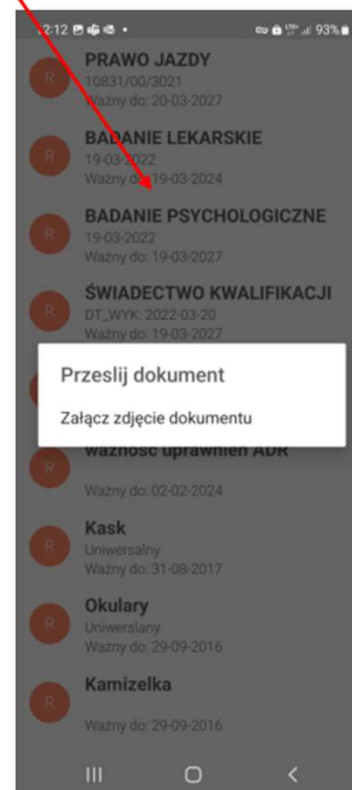 12:12
93%
R
PRAWO JAZDY
10831/00/3021
Ważny do: 20-03-2027
R
BADANIE LEKARSKIE
19-03-2022
Ważny do: 19-03-2024
R
BADANIE PSYCHOLOGICZNE
19-03-2022
Ważny do: 19-03-2027
R
ŚWIADECTWO KWALIFIKACJI
DT_WYK: 2022-03-20
Ważny do: 19-03-2027
Przeslij dokument
Załącz zdjęcie dokumentu
R
ważność uprawnień ADR
Ważny do: 02-02-2024
R
Kask
Uniwersalny
Ważny do: 31-08-2017
R
Okulary
Uniwerslany
Ważny do: 29-09-2016
R
Kamizelka
Ważny do: 29-09-2016